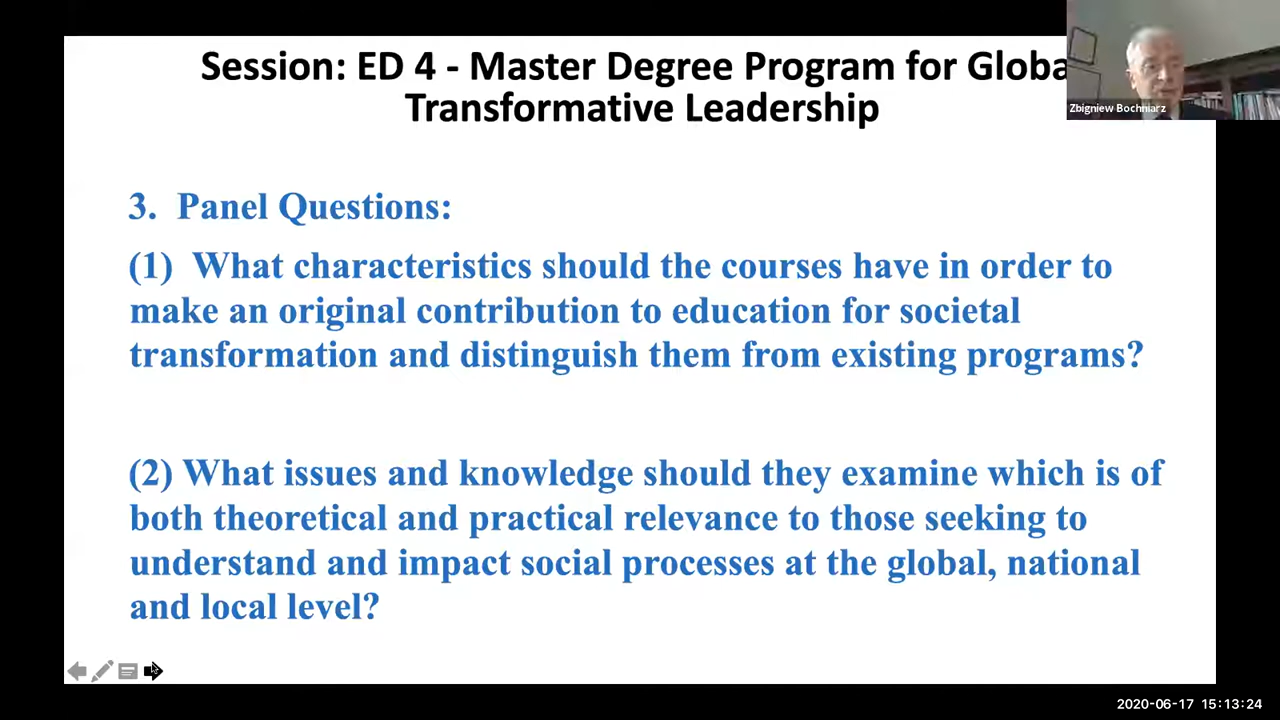 Session: ED 4 - Master Degree Program for Globa
Transformative Leadership
Zbigniew Bochniarz
3. Panel Questions:
(1) What characteristics should the courses have in order to
make an original contribution to education for societal
transformation and distinguish them from existing programs?
(2) What issues and knowledge should they examine which is of
both theoretical and practical relevance to those seeking to
understand and impact social processes at the global, national
and local level?
2020-06-17 15:13:24